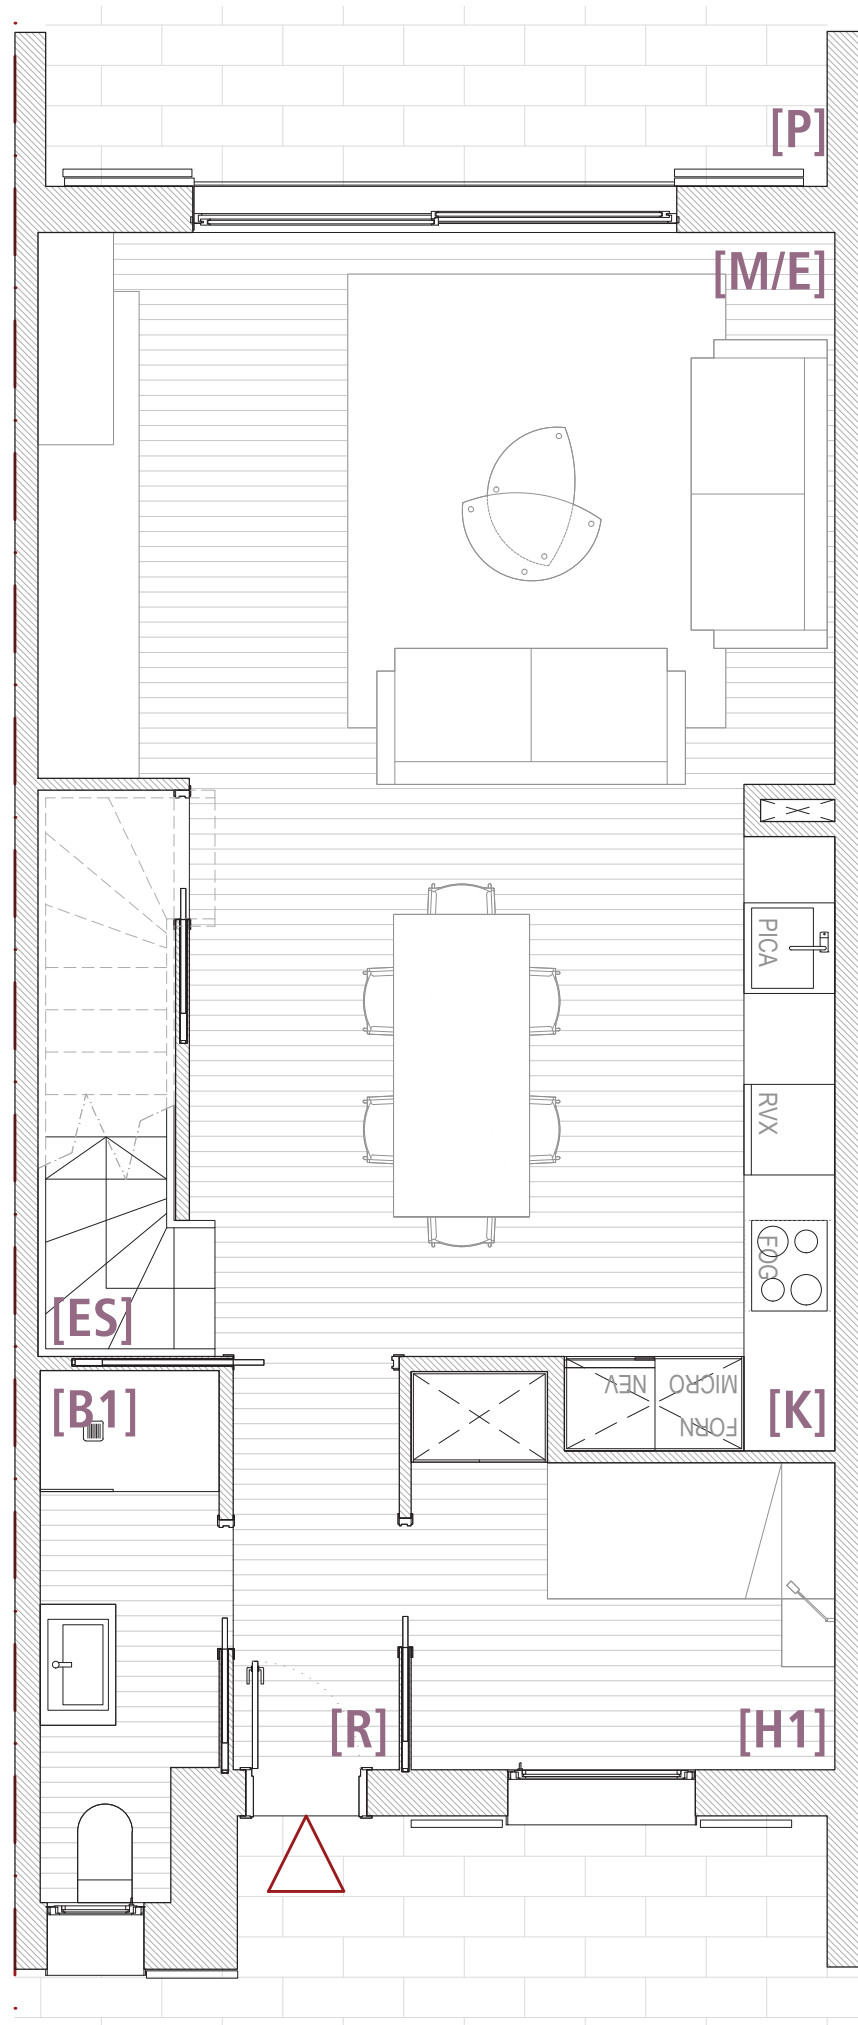 [P]
[M/E]
PICA
RVX
FOG
[ES]
[B1]
NEV
MICRO
FORN
[K]
[R]
[H1]